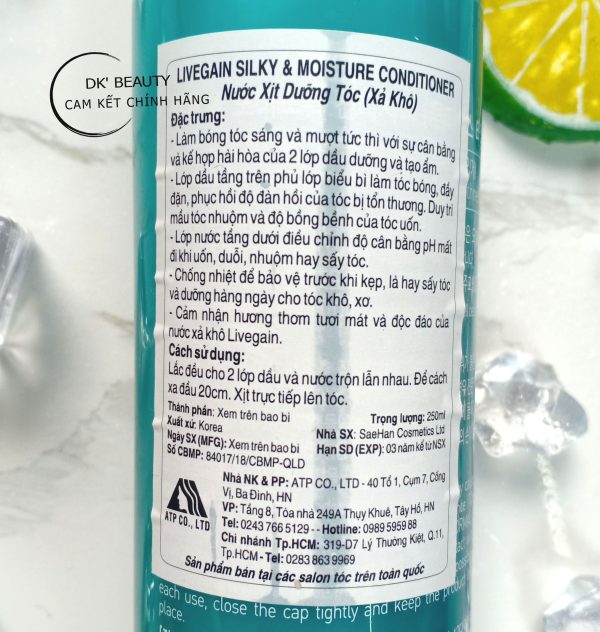 DK' BEAUTY
CAM KẾT CHÍNH HÃNG
LIVEGAIN SILKY & MOISTURE CONDITIONER
Nước Xịt Dưỡng Tóc (Xả Khô)
Đặc trưng:
- Làm bóng tóc sáng và mượt tức thì với sự cân bằng
và kế hợp hài hòa của 2 lớp dầu dưỡng và tạo ẩm.
- Lớp dầu tầng trên phủ lớp biểu bì làm tóc bóng, đầy
đặn, phục hồi độ đàn hồi của tóc bị tổn thương. Duy trì
mầu tóc nhuộm và độ bồng bềnh của tóc uốn.
- Lớp nước tầng dưới điều chỉnh độ cân bằng pH mất
đi khi uốn, duỗi, nhuộm hay sấy tóc.
- Chống nhiệt để bảo vệ trước khi kẹp, là hay sấy tóc
và dưỡng hàng ngày cho tóc khô, xơ.
- Cảm nhận hương thơm tươi mát và độc đáo của
nước xả khô Livegain.
Cách sử dụng:
Lắc đều cho 2 lớp dầu và nước trộn lẫn nhau. Để cách
xa đầu 20cm. Xịt trực tiếp lên tóc.
Thành phần: Xem trên bao bì Trọng lượng: 250ml
Xuất xứ: Korea Nhà SX: SaeHan Cosmetics Ltd
Ngày SX (MFG): Xem trên bao bì Hạn SD (EXP): 03 năm kể từ NSX
Số CBMP: 84017/18/CBMP-QLD
Nhà NK & PP: ATP CO., LTD - 40 Tổ 1, Cụm 7, Cống
Vị, Ba Đình, HN
VP: Tầng 8, Tòa nhà 249A Thụy Khuê, Tây Hồ, HN
Tel: 0243 766 5129 - - Hotline: 0989 5959 88
Chi nhánh Tp.HCM: 319-D7 Lý Thường Kiệt, Q.11,
Tp.HCM - Tel: 0283 863 9969
ATP CO., LTD
Sản phẩm bán tại các salon tóc trên toàn quốc
each use, close the cap tightly and keep the product
place.